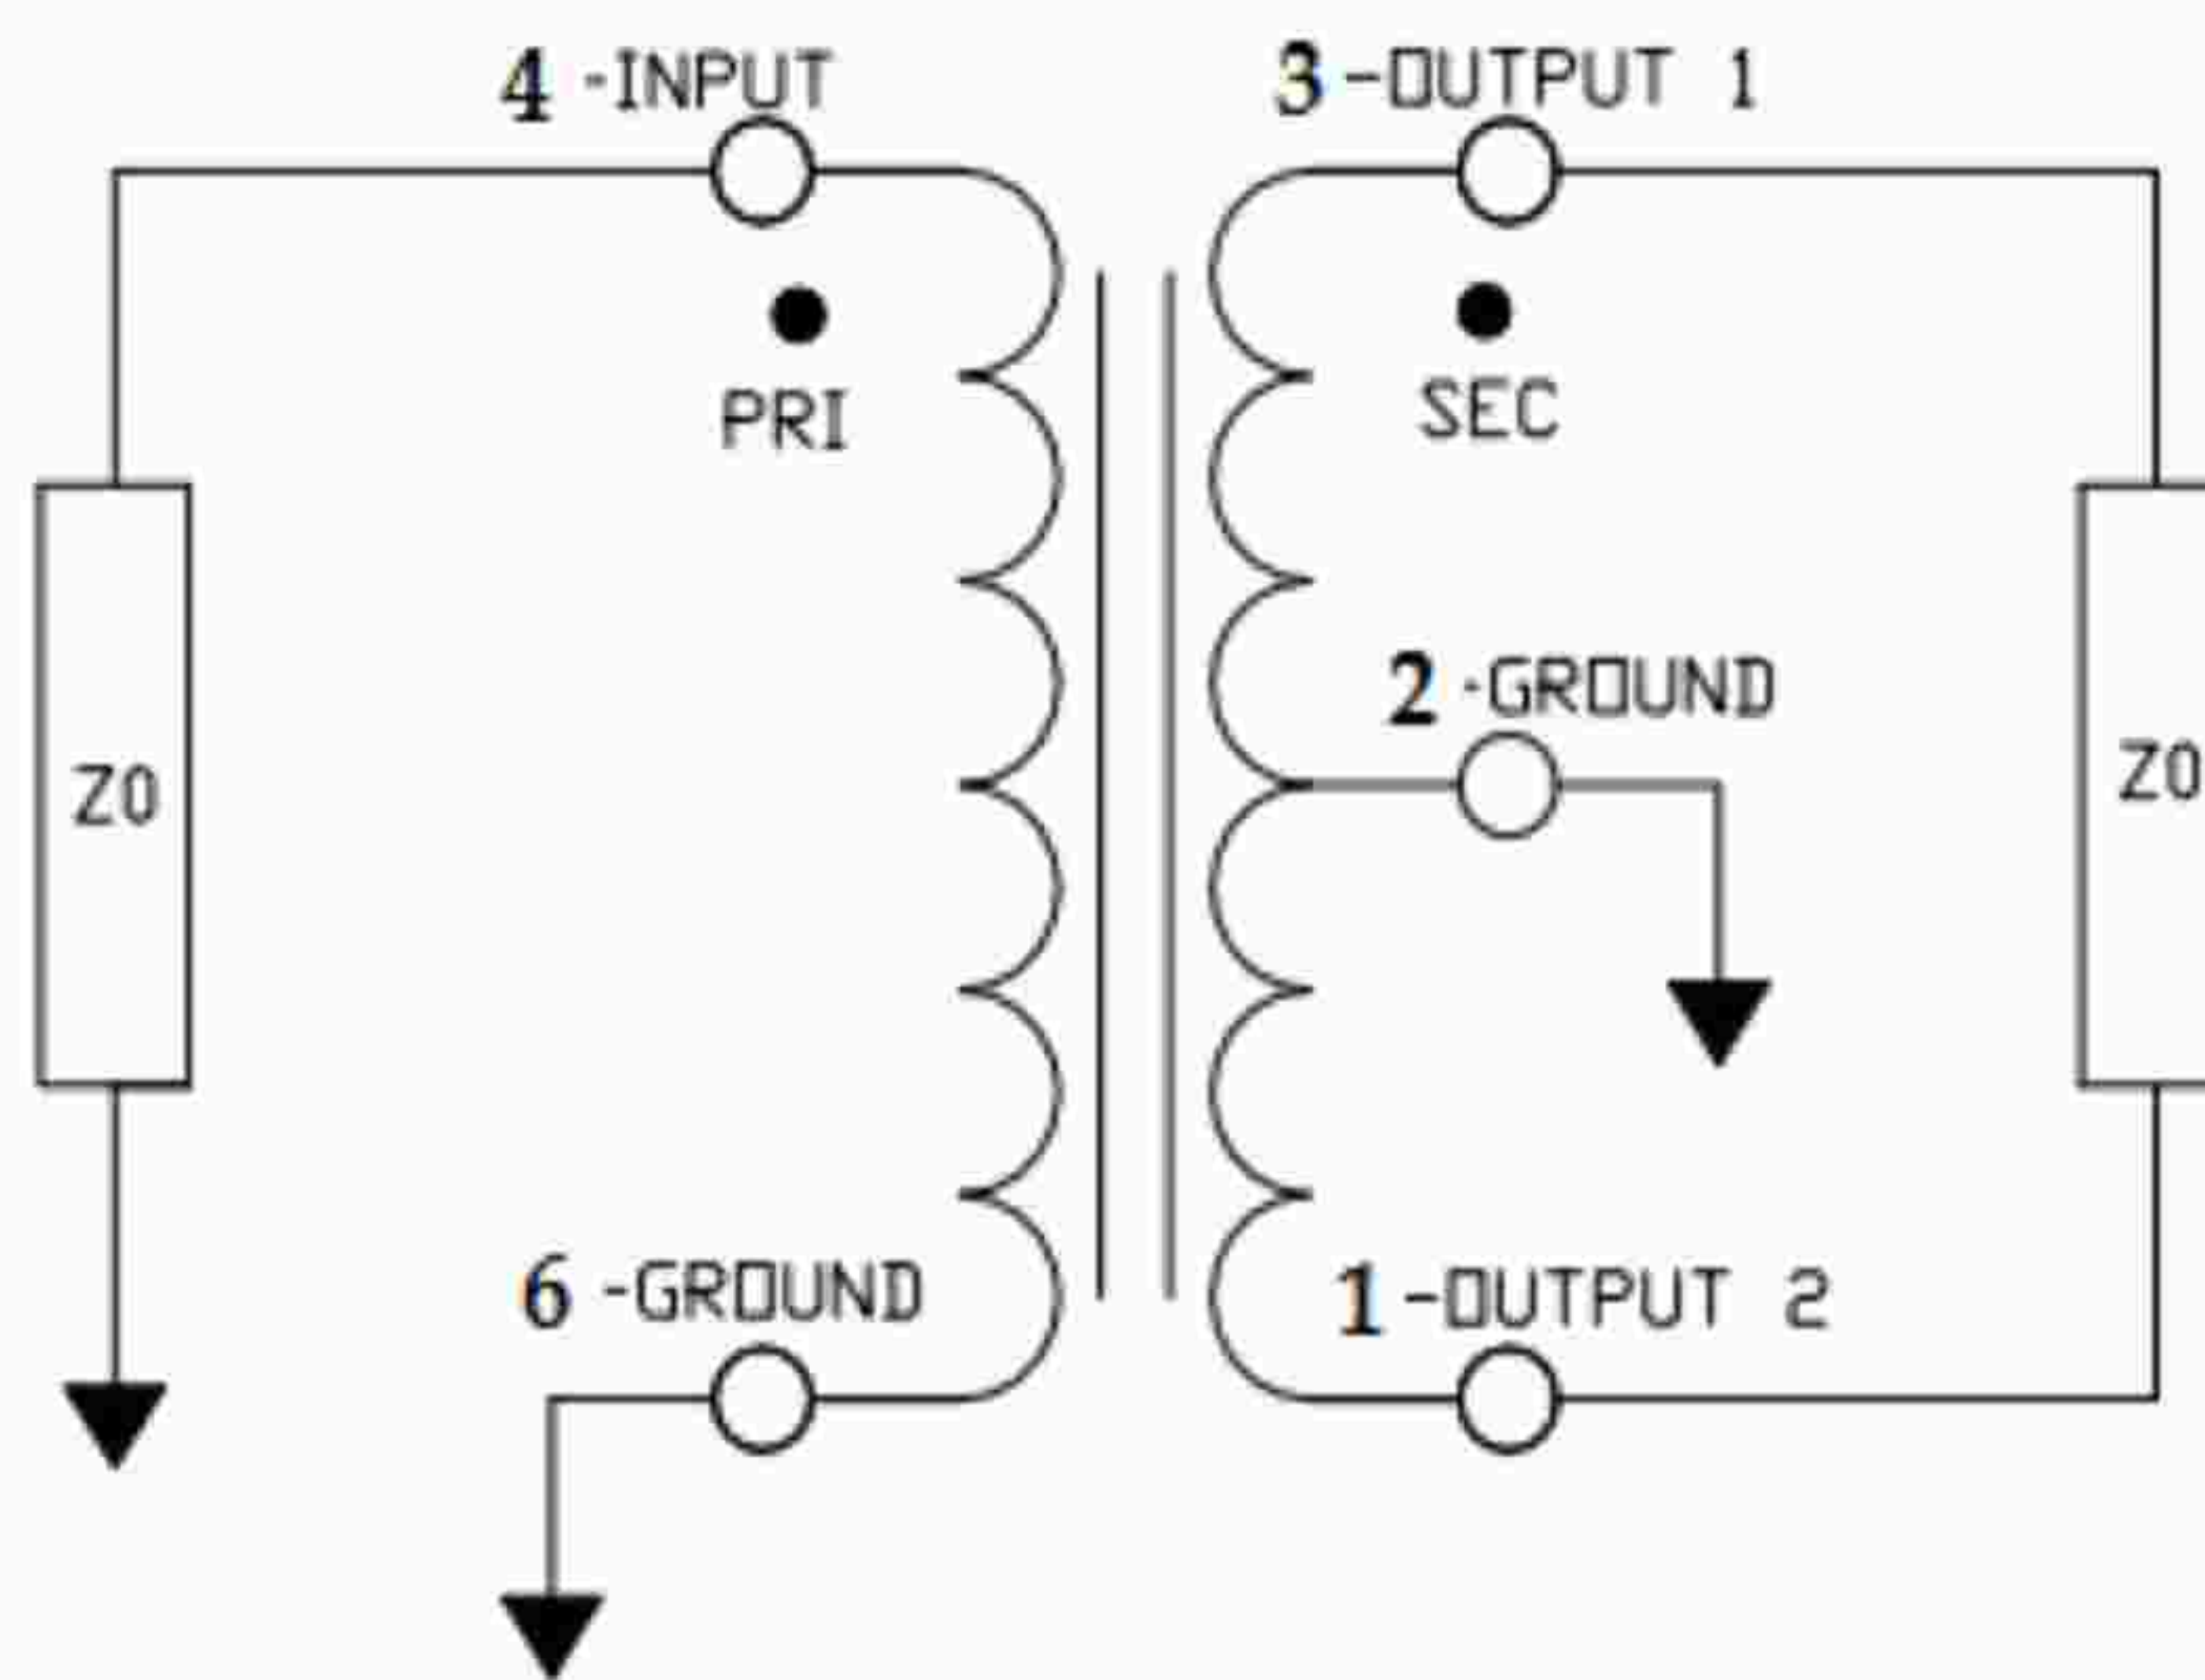 4 -INPUT
3 -OUTPUT 1
PRI
SEC
2 -GROUND
Z0
Z0
6 -GROUND
1 -OUTPUT 2